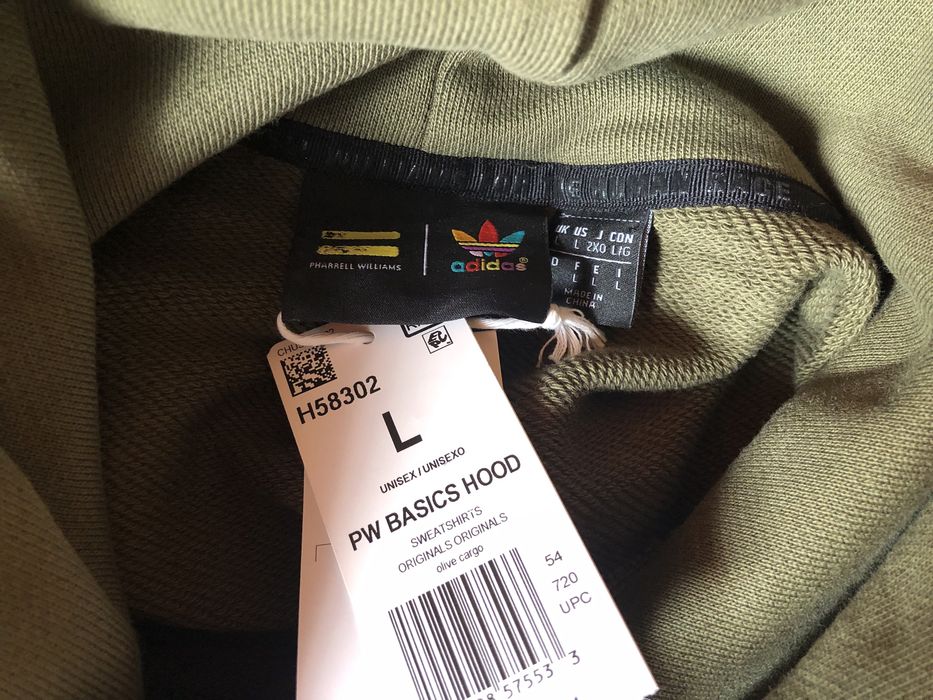 PHARRELL WILLIAMS
adidas®
UK US J CDN
L 2XO L/G
D F E I
L L L
MADE IN
CHINA
H58302
L
UNISEX / UNISEXO
PW BASICS HOOD
SWEATSHIRTS
ORIGINALS ORIGINALS
olive cargo
54
720
UPC
57553 3